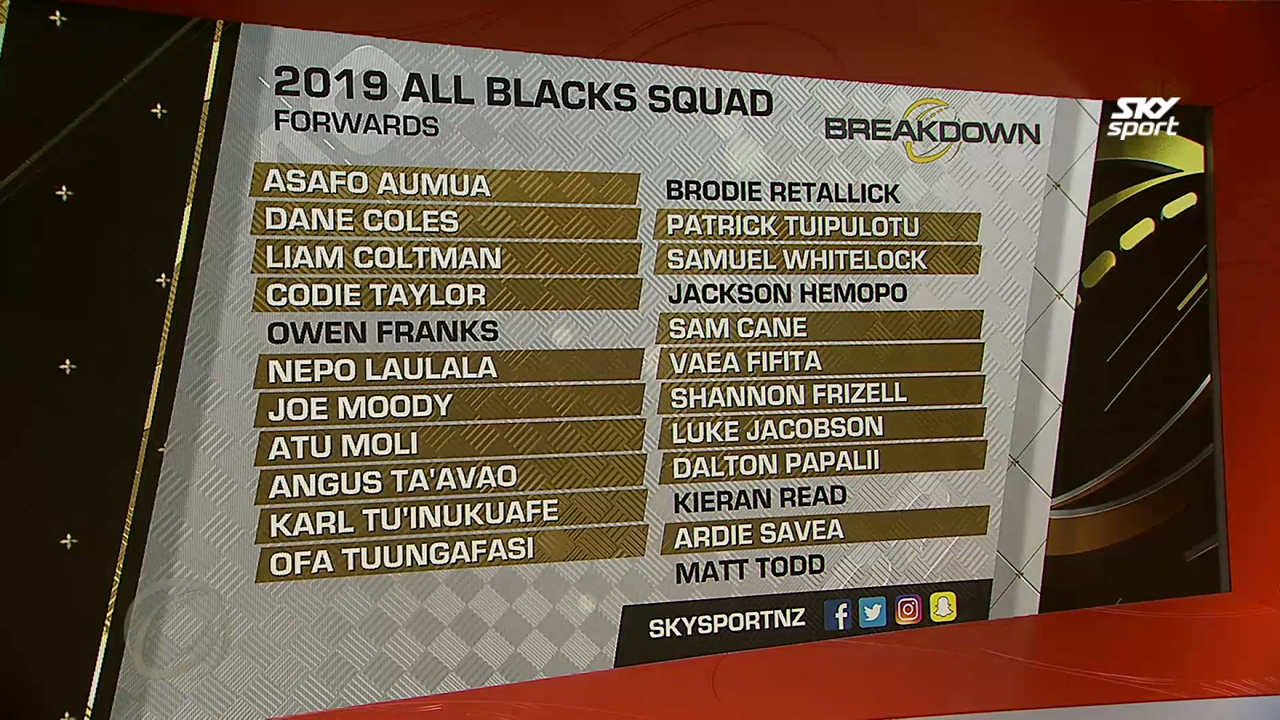 2019 ALL BLACKS SQUAD
FORWARDS
BREAKDOWN
SKY
sport
ASAFO AUMUA
DANE COLES
LIAM COLTMAN
CODIE TAYLOR
OWEN FRANKS
NEPO LAULALA
JOE MOODY
ATU MOLI
ANGUS TA'AVAO
KARL TU'INUKUAFE
OFA TUUNGAFASI
BRODIE RETALLICK
PATRICK TUIPULOTU
SAMUEL WHITELOCK
JACKSON HEMOPO
SAM CANE
VAEA FIFITA
SHANNON FRIZELL
LUKE JACOBSON
DALTON PAPALII
KIERAN READ
ARDIE SAVEA
MATT TODD
SKYSPORTNZ